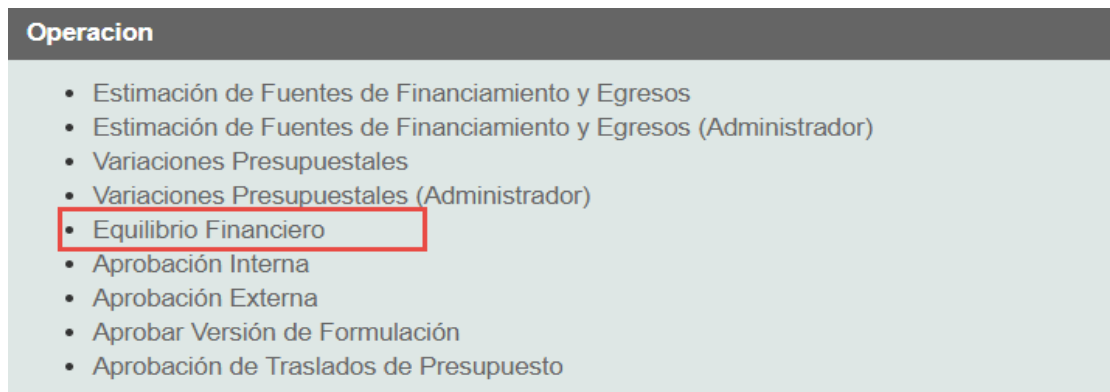 Operacion
• Estimación de Fuentes de Financiamiento y Egresos
• Estimación de Fuentes de Financiamiento y Egresos (Administrador)
• Variaciones Presupuestales
• Variaciones Presupuestales (Administrador)
• Equilibrio Financiero
• Aprobación Interna
• Aprobación Externa
• Aprobar Versión de Formulación
• Aprobación de Traslados de Presupuesto